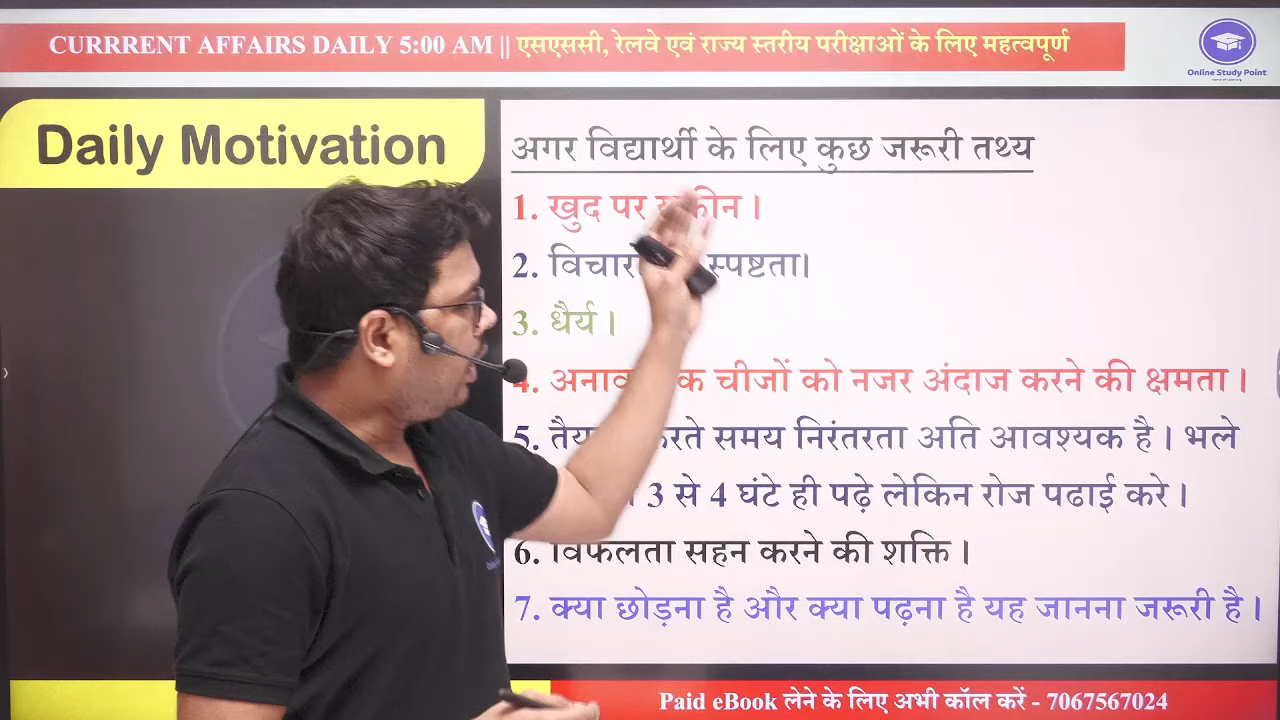 CURRRENT AFFAIRS DAILY 5:00 AM || एसएससी, रेलवे एवं राज्य स्तरीय परीक्षाओं के लिए महत्वपूर्ण
Online Study Point
Daily Motivation
अगर विद्यार्थी के लिए कुछ जरूरी तथ्य
1. खुद पर
2. स्पष्टता।
3. धैर्य।
4. चीजों को नजर अंदाज करने की क्षमता।
5. समय निरंतरता अति आवश्यक है। भले
3 से 4 घंटे ही पढ़े लेकिन रोज पढाई करे।
6. विफलता सहन करने की शक्ति।
7. क्या छोड़ना है और क्या पढ़ना है यह जानना जरूरी है।
Paid eBook लेने के लिए अभी कॉल करें - 7067567024